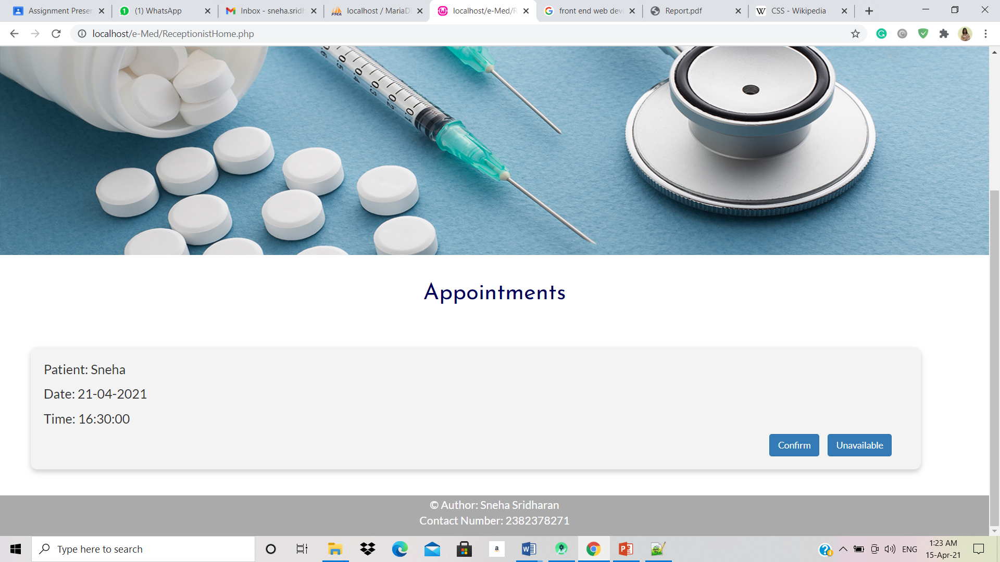 Assignment Presen
(1) WhatsApp
Inbox - sneha.sridh
localhost / MariaD
localhost/e-Med/R
front end web dev
Report.pdf
CSS - Wikipedia
localhost/e-Med/ReceptionistHome.php
Appointments
Patient: Sneha
Date: 21-04-2021
Time: 16:30:00
Confirm Unavailable
© Author: Sneha Sridharan
Contact Number: 2382378271
Type here to search
ENG
1:23 AM
15-Apr-21